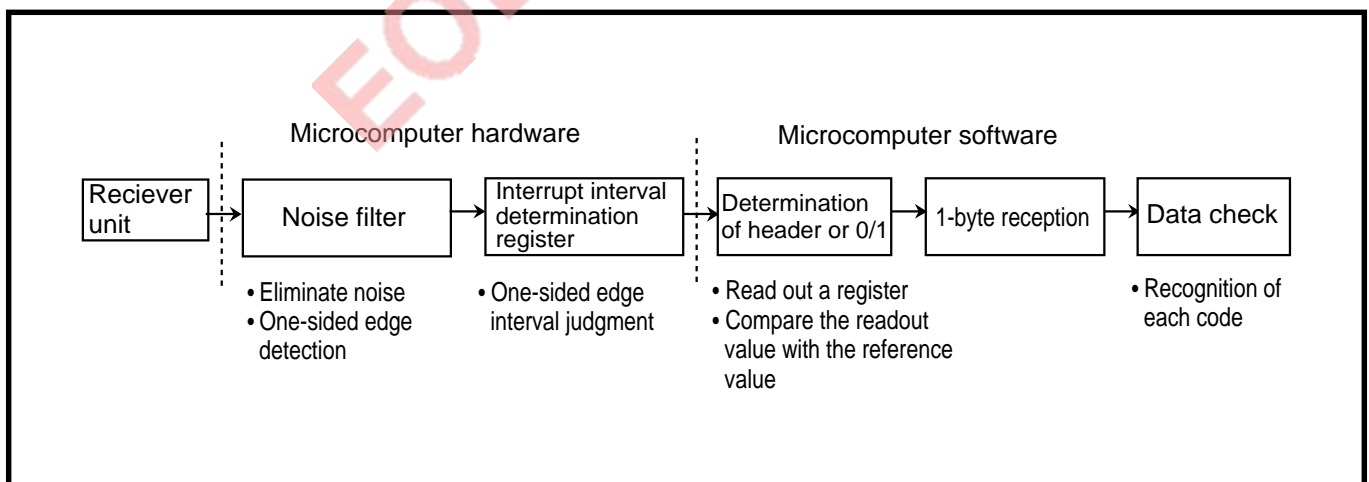 EO
Microcomputer hardware
Microcomputer software
Reciever
unit
Noise filter
Interrupt interval
determination
register
Determination
of header or 0/1
1-byte reception
Data check
• Eliminate noise
• One-sided edge
detection
• One-sided edge
interval judgment
• Read out a register
• Compare the readout
value with the reference
value
• Recognition of
each code